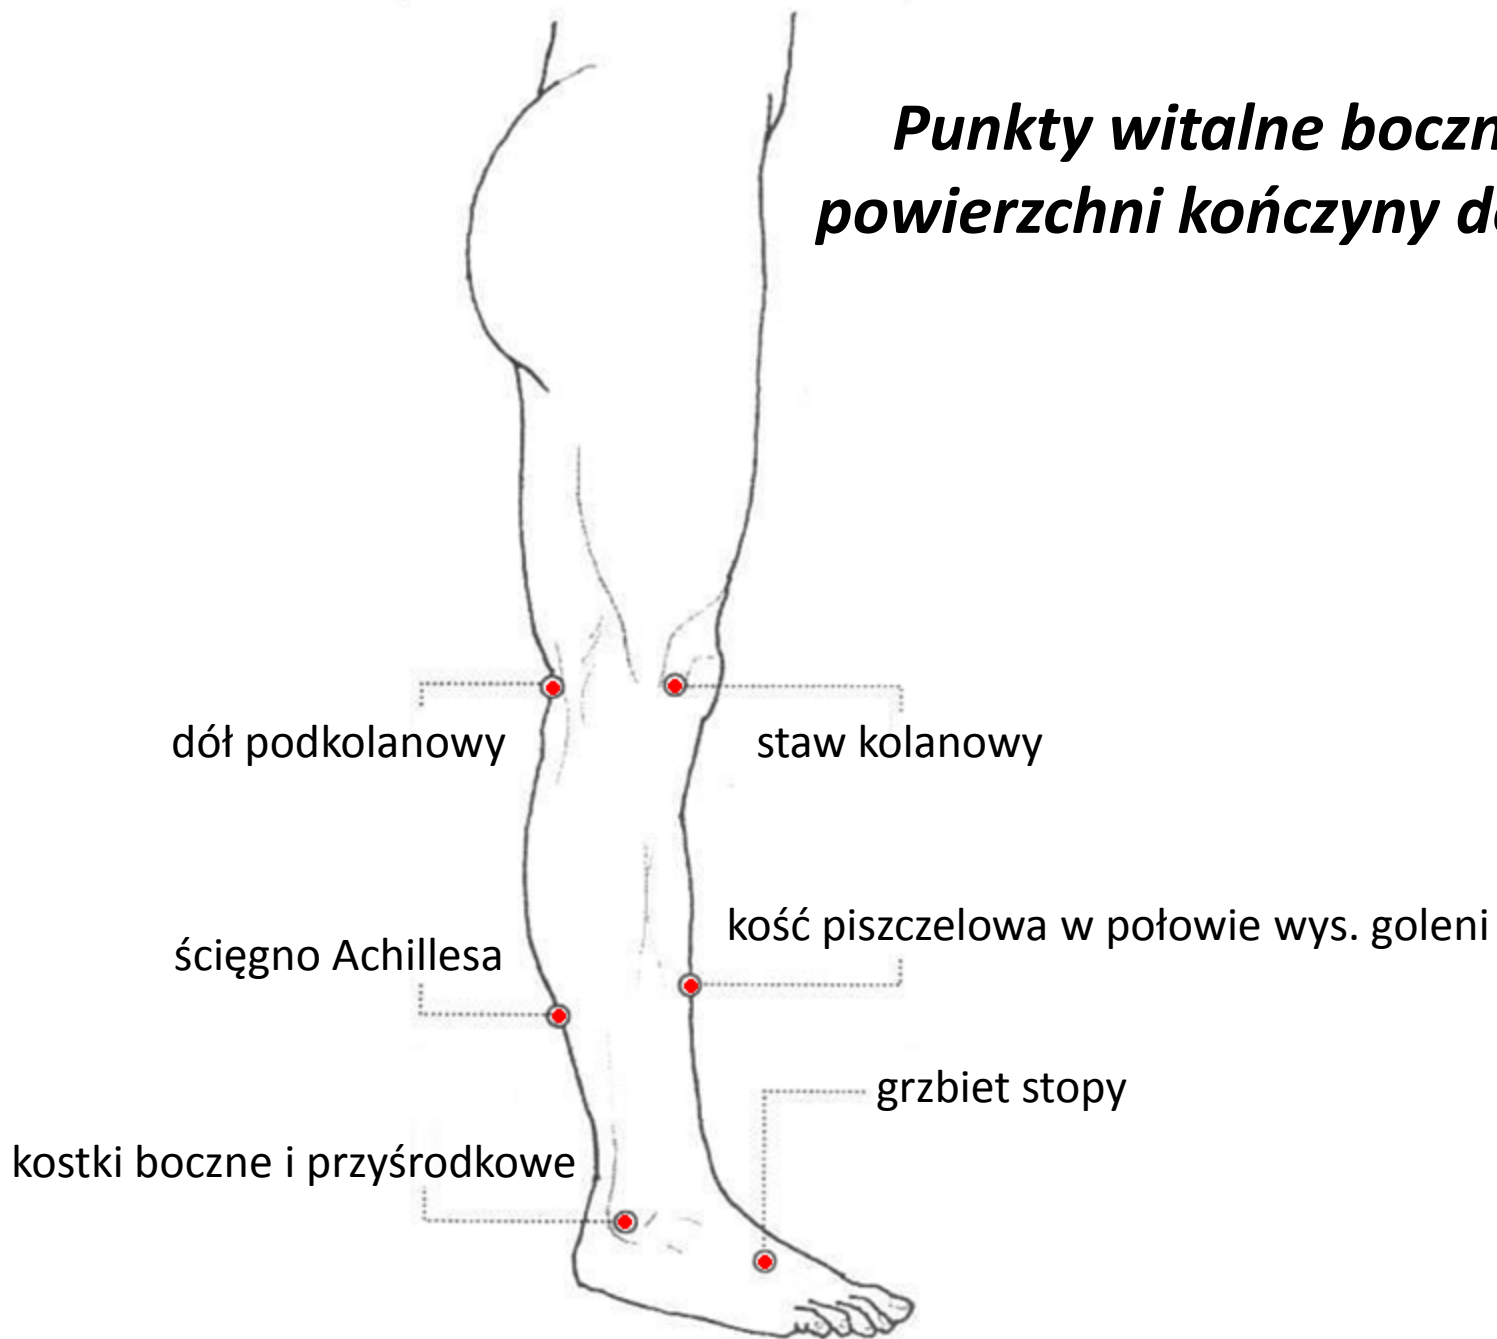 Punkty witalne boczn
powierzchni kończyny d
dół podkolanowy
staw kolanowy
kość piszczelowa w połowie wys. goleni
ścięgno Achillesa
grzbiet stopy
kostki boczne i przyśrodkowe